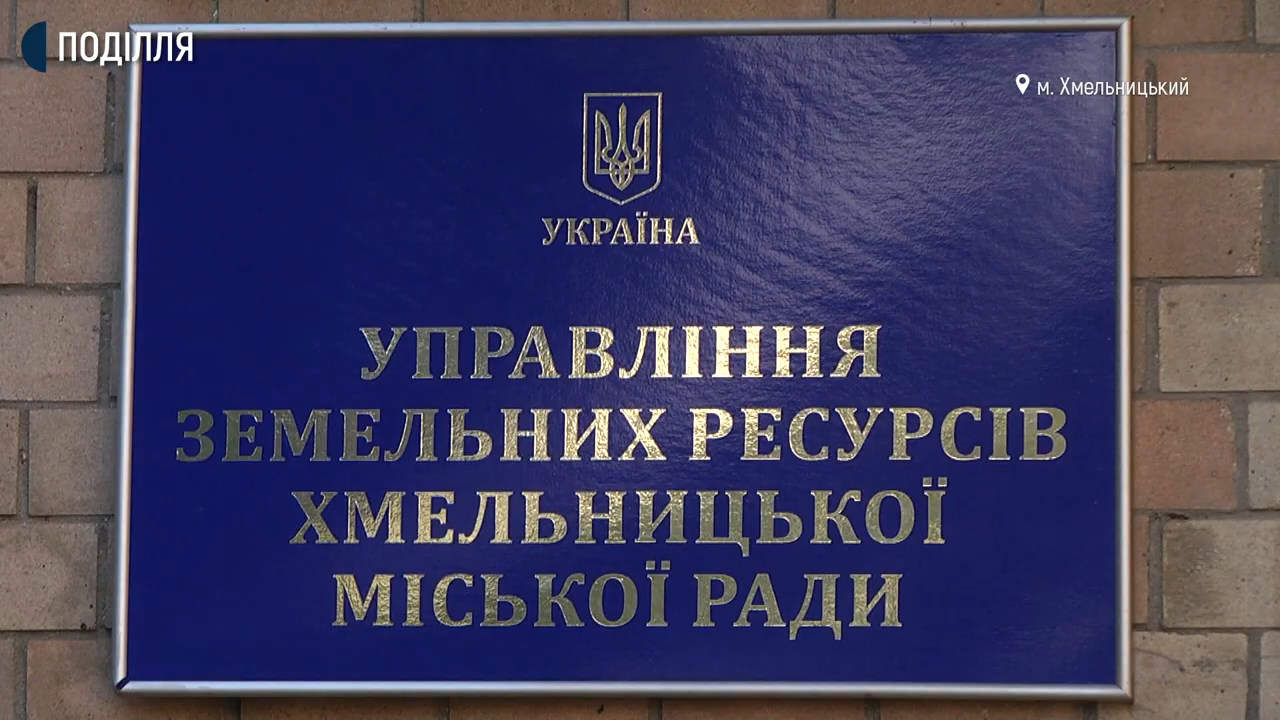 ПОДІЛЛЯ
м. Хмельницький
УКРАЇНА
УПРАВЛІННЯ
ЗЕМЕЛЬНИХ РЕСУРСІВ
ХМЕЛЬНИЦЬКОЇ
МІСЬКОЇ РАДИ